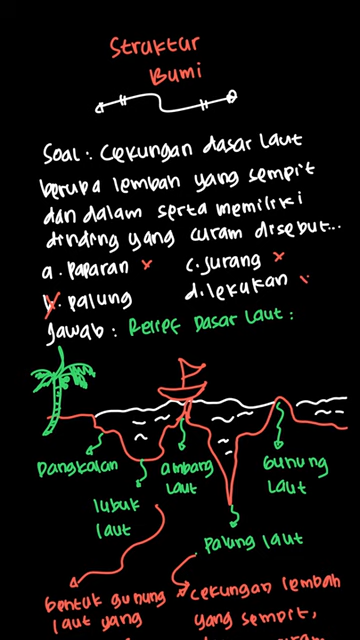 Struktur
Bumi
Soal : Cekungan dasar laut
berupa lembah yang sempit
dan dalam serta memiliki
dinding yang curam disebut...
a. paparan
c. jurang
b. palung
d. lekukan
Jawab : Relief Dasar Laut :
Dangkalan
ambang
laut
Gunung
laut
lubuk
laut
Palung laut
bentuk gunung
laut yang
cekungan lembah
yang sempit,